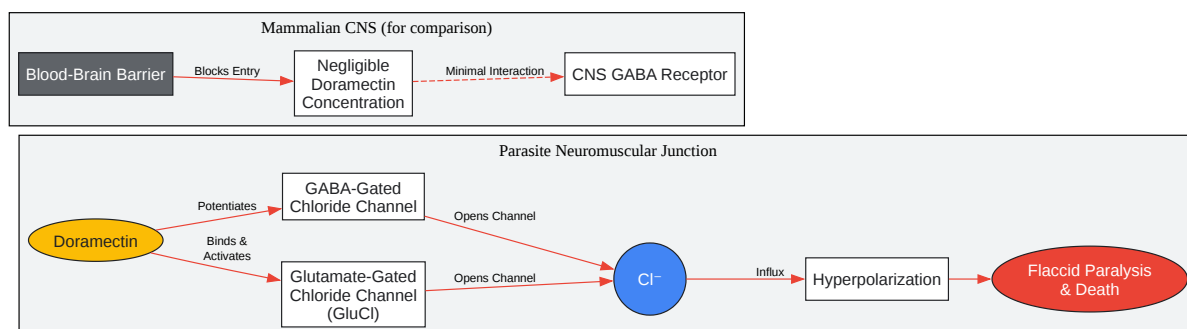 Mammalian CNS (for comparison)
Blood-Brain Barrier
Blocks Entry
Negligible
Doramectin
Concentration
Minimal Interaction
CNS GABA Receptor
Parasite Neuromuscular Junction
Doramectin
Potentiates
Binds &
Activates
GABA-Gated
Chloride Channel
Glutamate-Gated
Chloride Channel
(GluCl)
Opens Channel
Opens Channel
Cl⁻
Influx
Hyperpolarization
Flaccid Paralysis
& Death